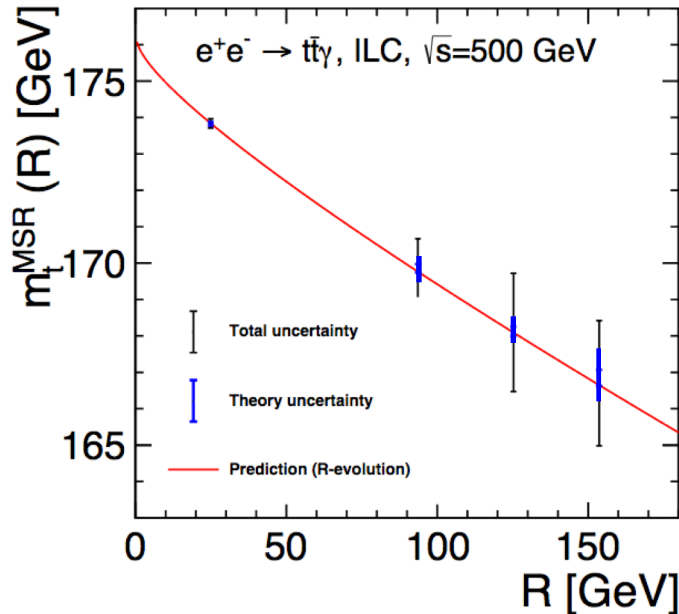 e⁺e⁻ → tt̄γ, ILC, √s=500 GeV
m_t^MSR (R) [GeV]
175
170
165
Total uncertainty
Theory uncertainty
Prediction (R-evolution)
0 50 100 150
R [GeV]